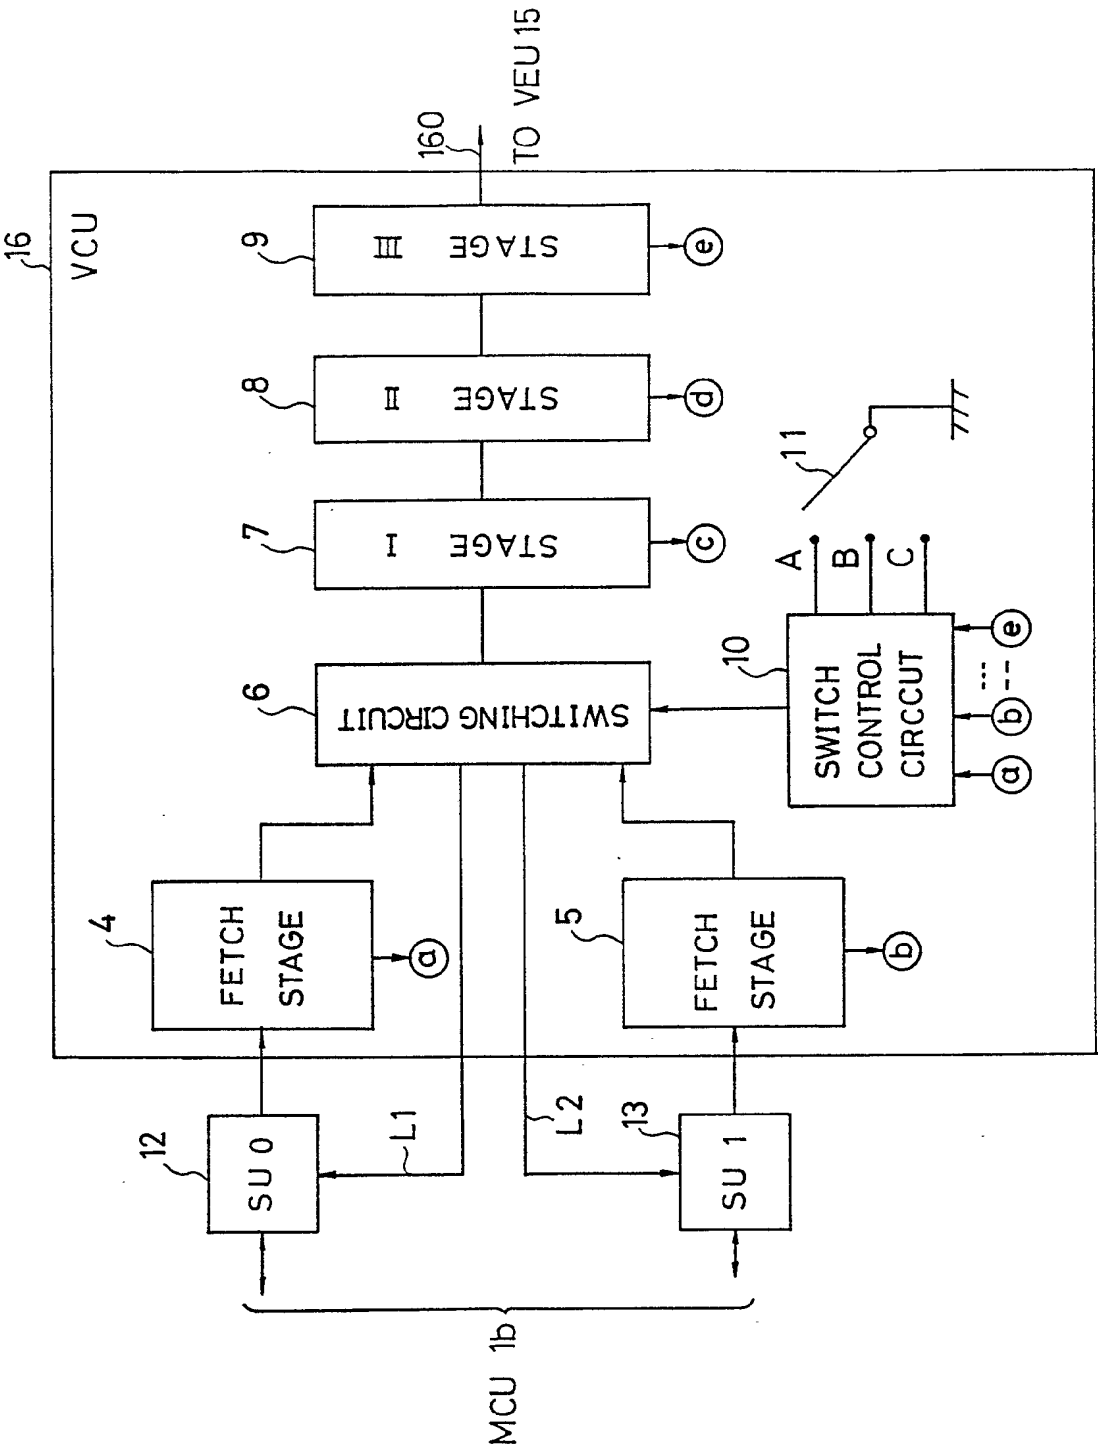 16
VCU
MCU 1b
12
SU 0
13
SU 1
L1
L2
4
FETCH
STAGE
a
5
FETCH
STAGE
b
6
SWITCHING CIRCUIT
7
STAGE I
c
8
STAGE II
d
9
STAGE III
e
160
TO VEU 15
10
SWITCH
CONTROL
CIRCCUT
a
b
---
---
e
A
B
C
11